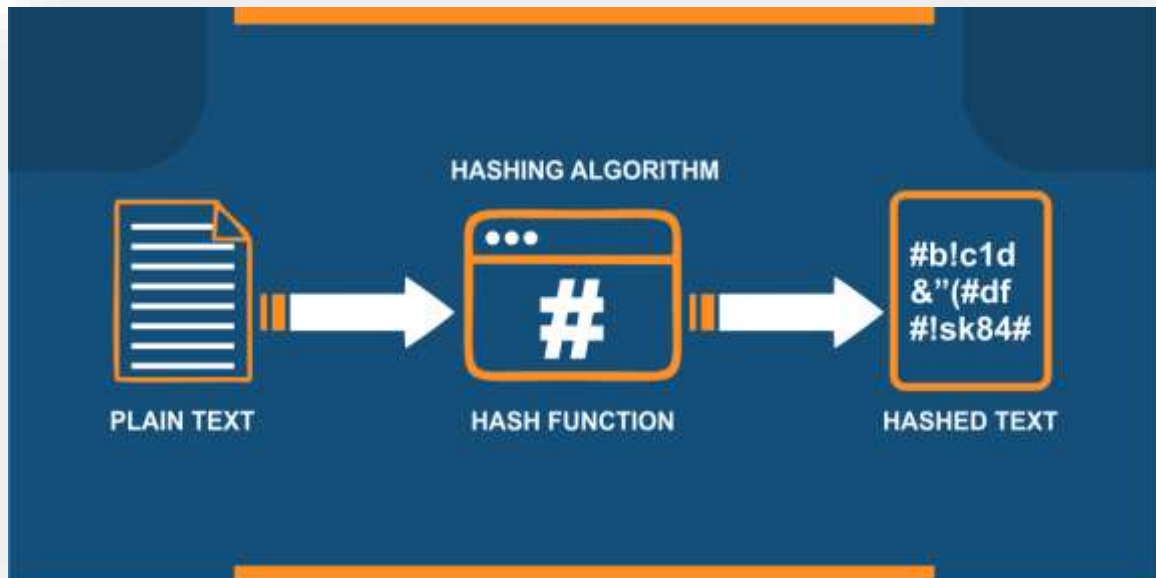 HASHING ALGORITHM
#
#b!c1d
&”(#df
#!sk84#
PLAIN TEXT
HASH FUNCTION
HASHED TEXT